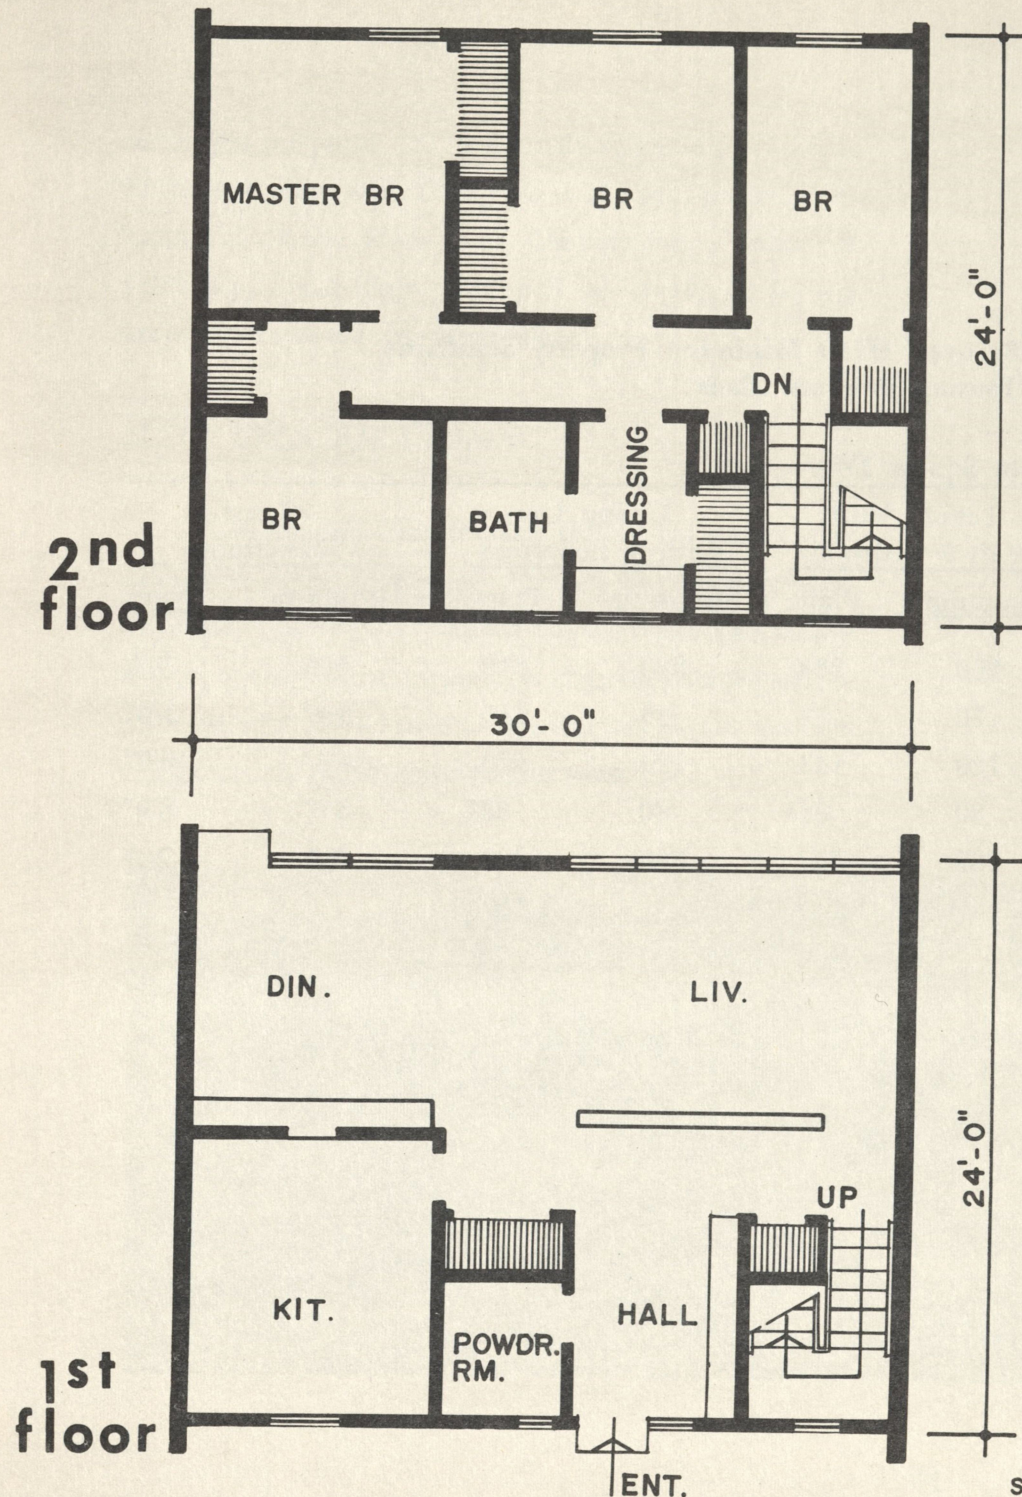 MASTER BR
BR
BR
24'-0"
DN
BR
BATH
DRESSING
2nd
floor
30'-0"
DIN.
LIV.
24'-0"
UP
KIT.
HALL
POWDR.
RM.
1st
floor
ENT.
S